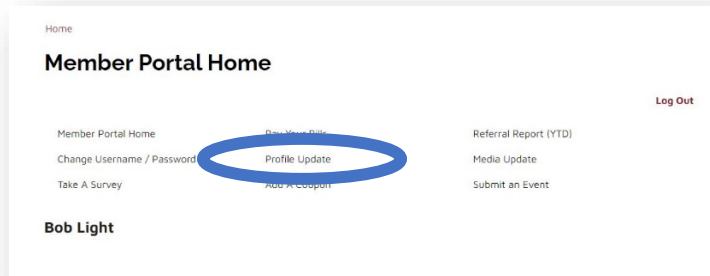 Home
Member Portal Home
Log Out
Member Portal Home Pay Your Bills Referral Report (YTD)
Change Username / Password Profile Update Media Update
Take A Survey Add A Coupon Submit an Event
Bob Light